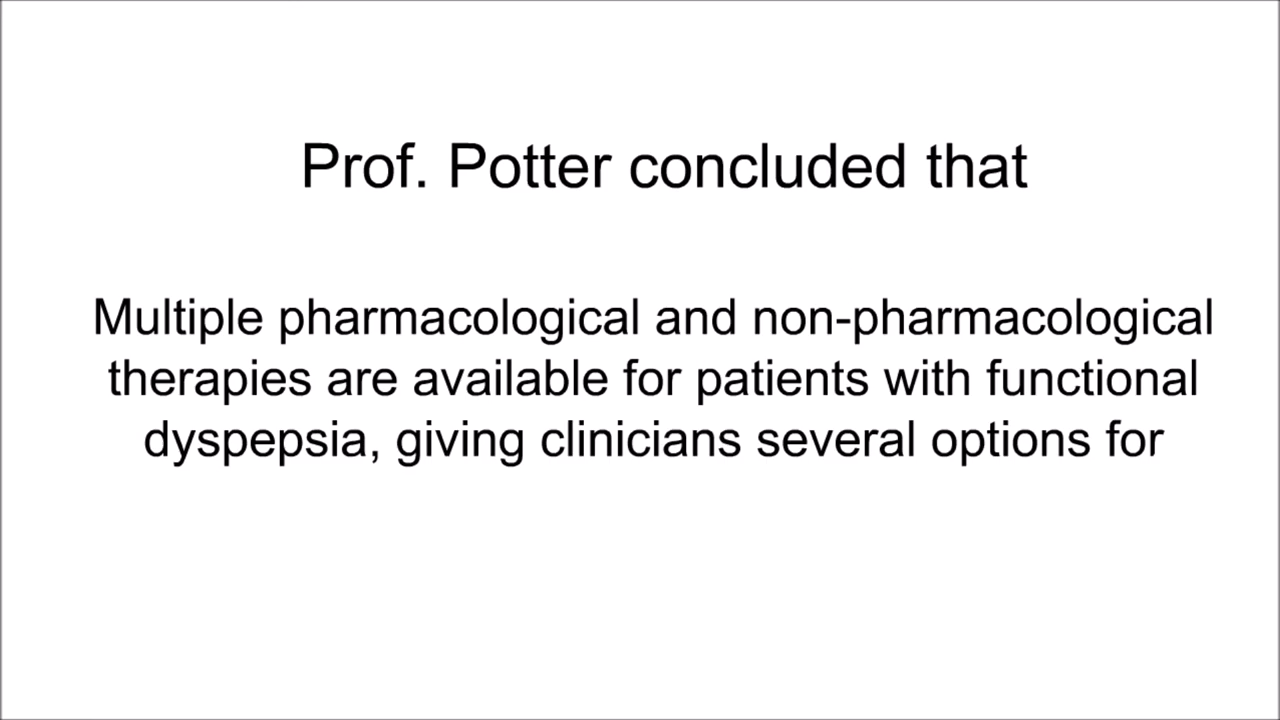 Prof. Potter concluded that
Multiple pharmacological and non-pharmacological
therapies are available for patients with functional
dyspepsia, giving clinicians several options for